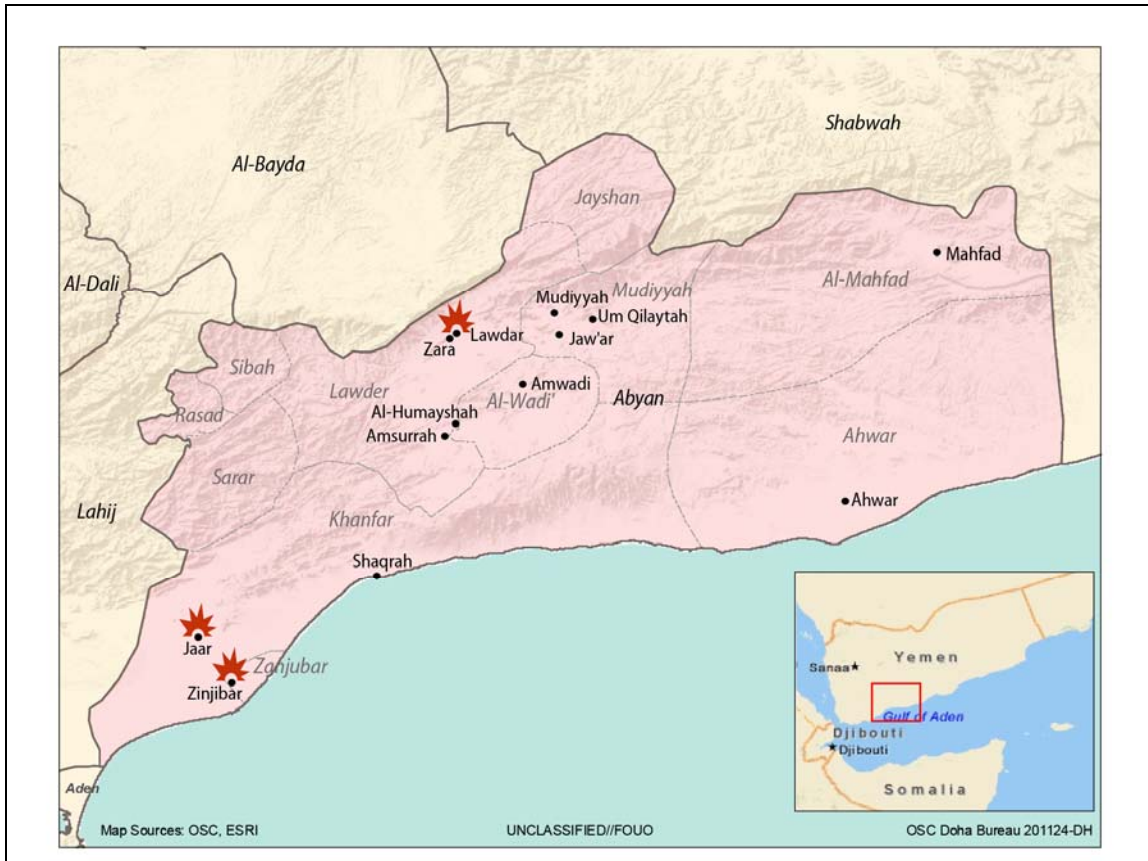 Shabwah
Al-Bayda
Jayshan
Al-Dali
Mahfad
Al-Mahfad
Mudiyyah
Mudiyyah
Um Qilaytah
Lawdar
Jaw'ar
Zara
Sibah
Lawder
Amwadi
Al-Wadi'
Abyan
Rasad
Al-Humayshah
Amsurrah
Ahwar
Sarar
Ahwar
Lahij
Khanfar
Shaqrah
Jaar
Zanjubar
Zinjibar
Aden
Yemen
Sanaa
Gulf of Aden
Djibouti
Djibouti
Somalia
Map Sources: OSC, ESRI
UNCLASSIFIED//FOUO
OSC Doha Bureau 201124-DH